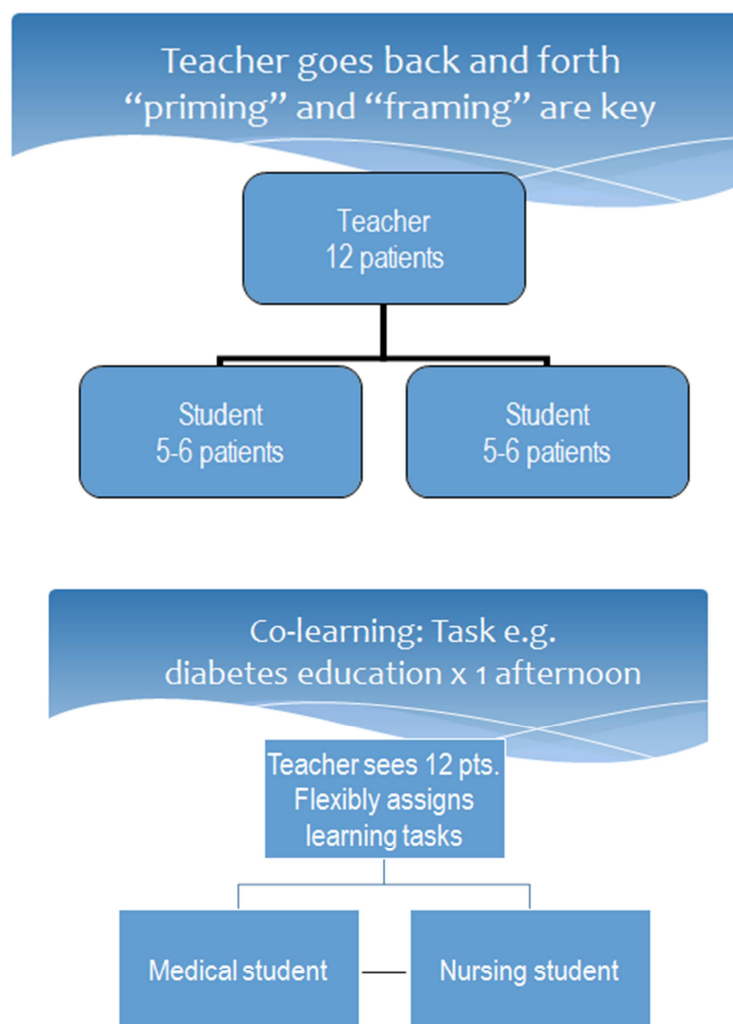 Teacher goes back and forth
“priming” and “framing” are key
Teacher
12 patients
Student
5-6 patients
Student
5-6 patients
Co-learning: Task e.g.
diabetes education x 1 afternoon
Teacher sees 12 pts.
Flexibly assigns
learning tasks
Medical student
Nursing student